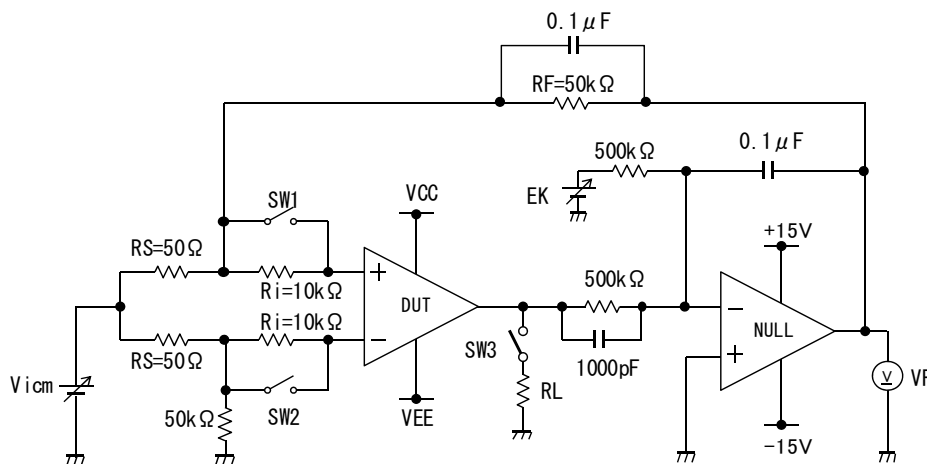 0.1μF
RF=50kΩ
0.1μF
500kΩ
EK
SW1
VCC
+15V
RS=50Ω
Ri=10kΩ
500kΩ
DUT
NULL
Ri=10kΩ
RS=50Ω
SW3
1000pF
Vicm
SW2
RL
V
VF
50kΩ
VEE
-15V